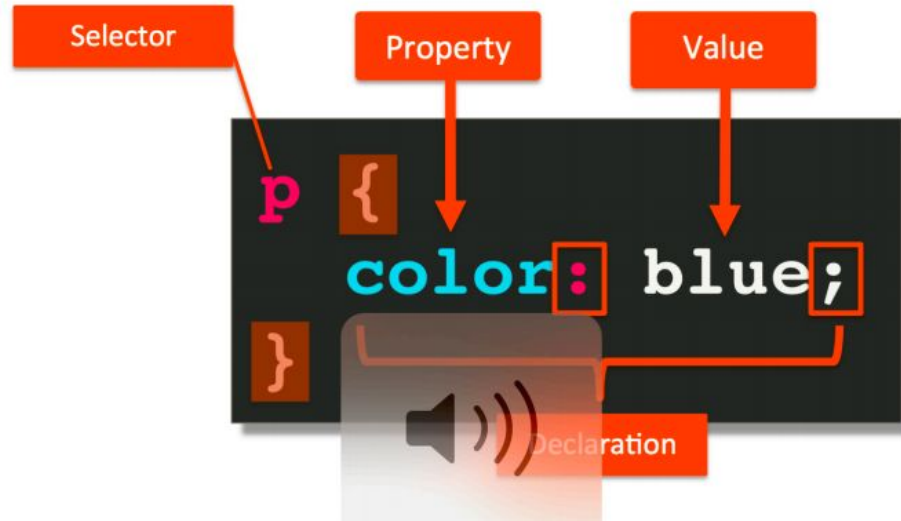 Selector
Property
Value
p {
color: blue;
}
Declaration